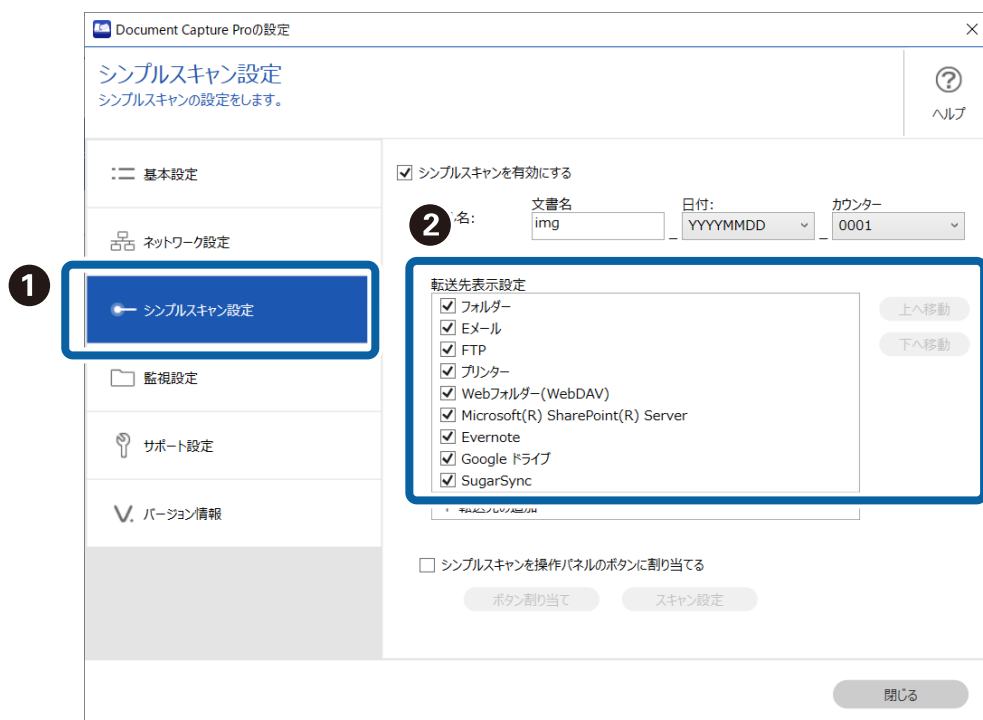 Document Capture Proの設定
シンプルスキャン設定
シンプルスキャンの設定をします。
ヘルプ
基本設定
ネットワーク設定
1
シンプルスキャン設定
監視設定
サポート設定
V. バージョン情報
シンプルスキャンを有効にする
文書名 日付: カウンター
2 名: img _ YYYYMMDD _ 0001
転送先表示設定
フォルダー
Eメール
FTP
プリンター
Webフォルダー(WebDAV)
Microsoft(R) SharePoint(R) Server
Evernote
Google ドライブ
SugarSync
上へ移動
下へ移動
転送先の追加
シンプルスキャンを操作パネルのボタンに割り当てる
ボタン割り当て スキャン設定
閉じる